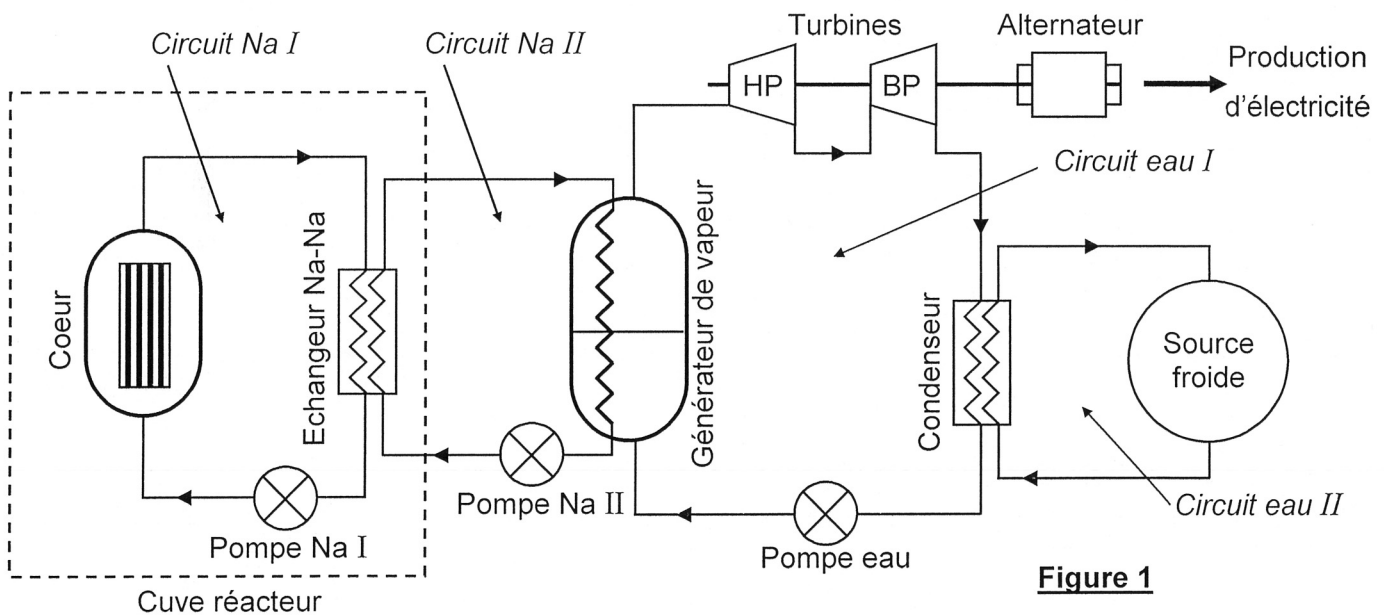 Circuit Na I
Circuit Na II
Turbines
Alternateur
HP
BP
Production
d'électricité
Circuit eau I
Coeur
Echangeur Na-Na
Générateur de vapeur
Condenseur
Source
froide
Pompe Na I
Pompe Na II
Pompe eau
Circuit eau II
Cuve réacteur
Figure 1